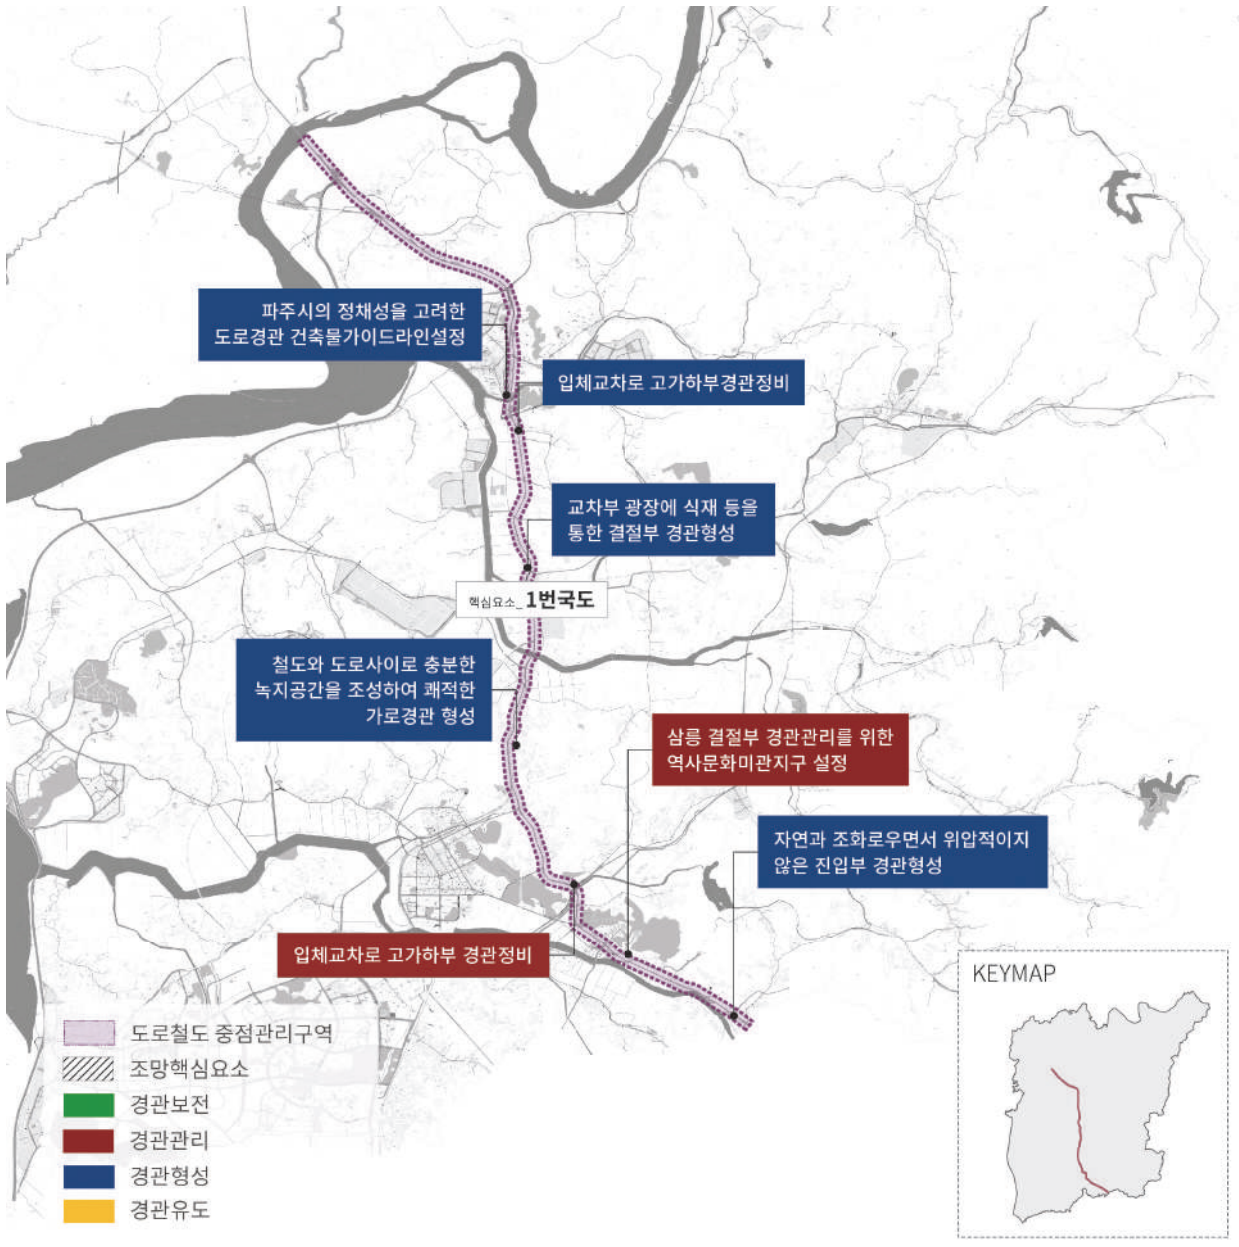 파주시의 정채성을 고려한
도로경관 건축물가이드라인설정
입체교차로 고가하부경관정비
교차부 광장에 식재 등을
통한 결절부 경관형성
핵심요소_ 1번국도
철도와 도로사이로 충분한
녹지공간을 조성하여 쾌적한
가로경관 형성
삼릉 결절부 경관관리를 위한
역사문화미관지구 설정
자연과 조화로우면서 위압적이지
않은 진입부 경관형성
입체교차로 고가하부 경관정비
KEYMAP
도로철도 중점관리구역
조망핵심요소
경관보전
경관관리
경관형성
경관유도